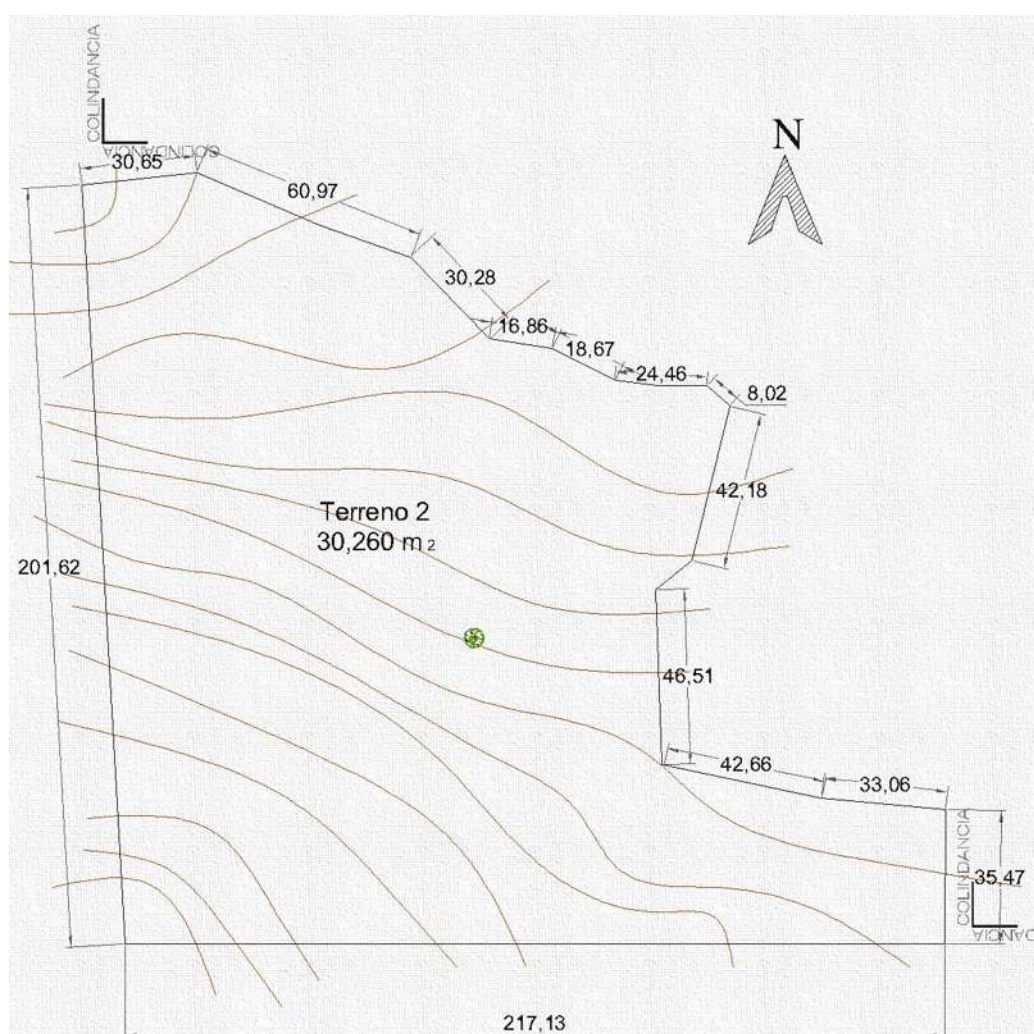 COLINDANCIA
COLINDANCIA
N
30,65
60,97
30,28
16,86
18,67
24,46
8,02
42,18
Terreno 2
30,260 m2
201,62
46,51
42,66
33,06
COLINDANCIA
35,47
217,13